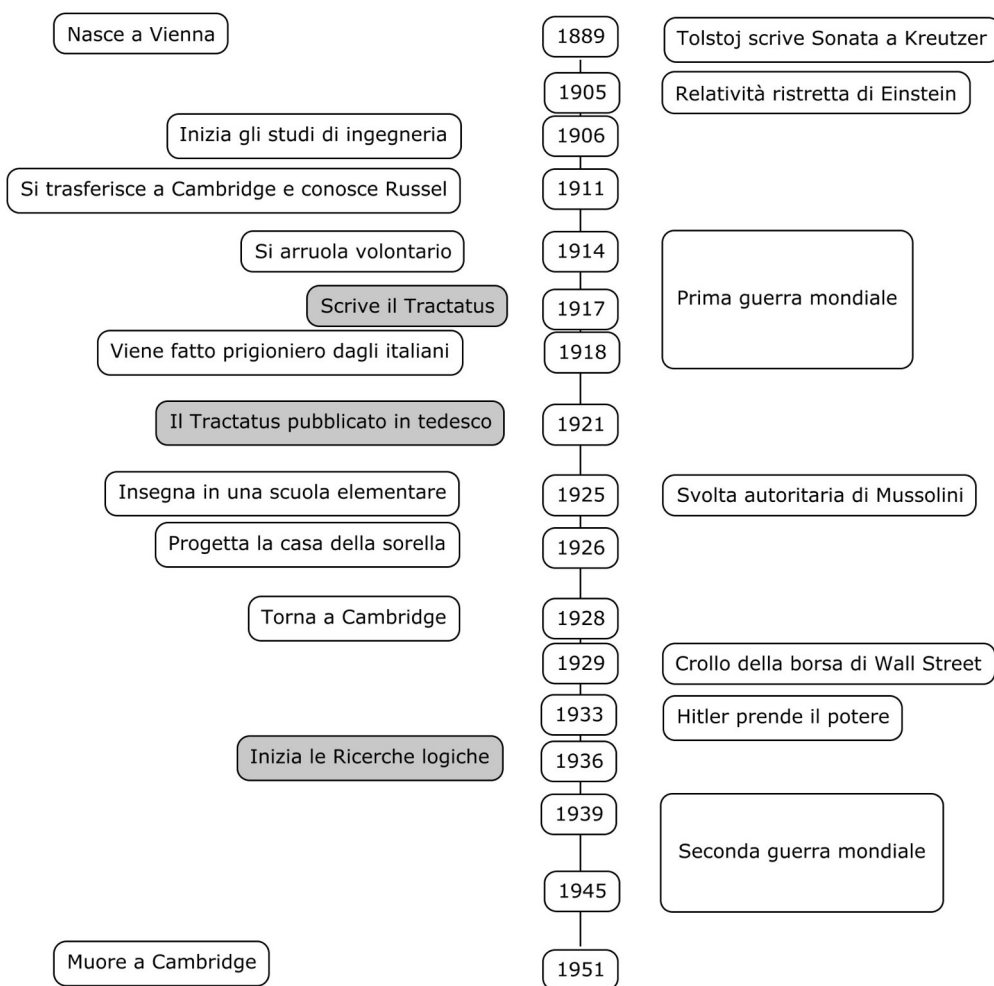 Nasce a Vienna
1889
Tolstoj scrive Sonata a Kreutzer
1905
Relatività ristretta di Einstein
Inizia gli studi di ingegneria
1906
Si trasferisce a Cambridge e conosce Russel
1911
Si arruola volontario
1914
Prima guerra mondiale
Scrive il Tractatus
1917
Viene fatto prigioniero dagli italiani
1918
Il Tractatus pubblicato in tedesco
1921
Insegna in una scuola elementare
1925
Svolta autoritaria di Mussolini
Progetta la casa della sorella
1926
Torna a Cambridge
1928
1929
Crollo della borsa di Wall Street
1933
Hitler prende il potere
Inizia le Ricerche logiche
1936
1939
Seconda guerra mondiale
1945
Muore a Cambridge
1951